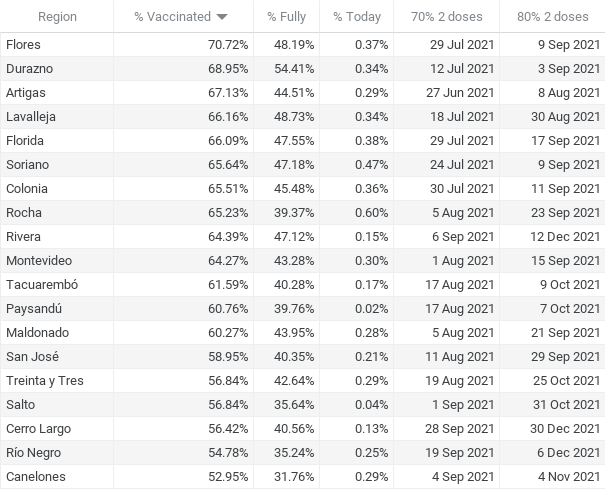 Region % Vaccinated % Fully % Today 70% 2 doses 80% 2 doses
Flores 70.72% 48.19% 0.37% 29 Jul 2021 9 Sep 2021
Durazno 68.95% 54.41% 0.34% 12 Jul 2021 3 Sep 2021
Artigas 67.13% 44.51% 0.29% 27 Jun 2021 8 Aug 2021
Lavalleja 66.16% 48.73% 0.34% 18 Jul 2021 30 Aug 2021
Florida 66.09% 47.55% 0.38% 29 Jul 2021 17 Sep 2021
Soriano 65.64% 47.18% 0.47% 24 Jul 2021 9 Sep 2021
Colonia 65.51% 45.48% 0.36% 30 Jul 2021 11 Sep 2021
Rocha 65.23% 39.37% 0.60% 5 Aug 2021 23 Sep 2021
Rivera 64.39% 47.12% 0.15% 6 Sep 2021 12 Dec 2021
Montevideo 64.27% 43.28% 0.30% 1 Aug 2021 15 Sep 2021
Tacuarembó 61.59% 40.28% 0.17% 17 Aug 2021 9 Oct 2021
Paysandú 60.76% 39.76% 0.02% 17 Aug 2021 7 Oct 2021
Maldonado 60.27% 43.95% 0.28% 5 Aug 2021 21 Sep 2021
San José 58.95% 40.35% 0.21% 11 Aug 2021 29 Sep 2021
Treinta y Tres 56.84% 42.64% 0.29% 19 Aug 2021 25 Oct 2021
Salto 56.84% 35.64% 0.04% 1 Sep 2021 31 Oct 2021
Cerro Largo 56.42% 40.56% 0.13% 28 Sep 2021 30 Dec 2021
Río Negro 54.78% 35.24% 0.25% 19 Sep 2021 6 Dec 2021
Canelones 52.95% 31.76% 0.29% 4 Sep 2021 4 Nov 2021